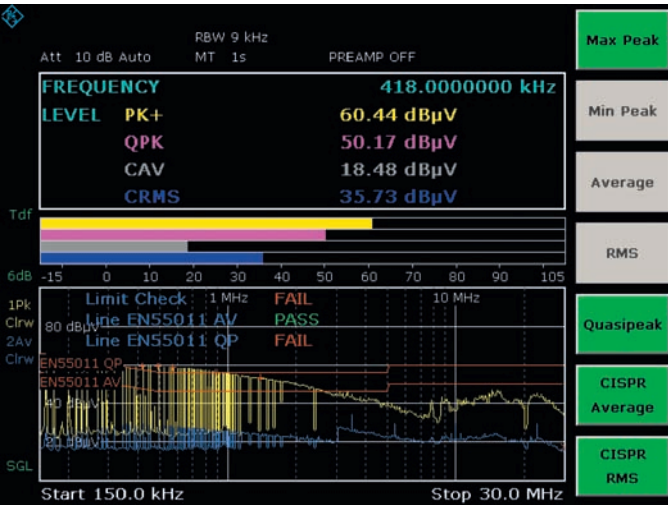 RBW 9 kHz
Att 10 dB Auto MT 1s PREAMP OFF
FREQUENCY 418.0000000 kHz
LEVEL PK+ 60.44 dBµV
QPK 50.17 dBµV
CAV 18.48 dBµV
CRMS 35.73 dBµV
Tdf
6dB -15 0 10 20 30 40 50 60 70 80 90 105
1Pk
Clrw
2Av
Clrw
Limit Check 1 MHz FAIL 10 MHz
80 dBµV Line EN55011 AV PASS
Line EN55011 QP FAIL
EN55011 QP
EN55011 AV
40 dBµV
20 dBµV
SGL
Start 150.0 kHz Stop 30.0 MHz
Max Peak
Min Peak
Average
RMS
Quasipeak
CISPR
Average
CISPR
RMS